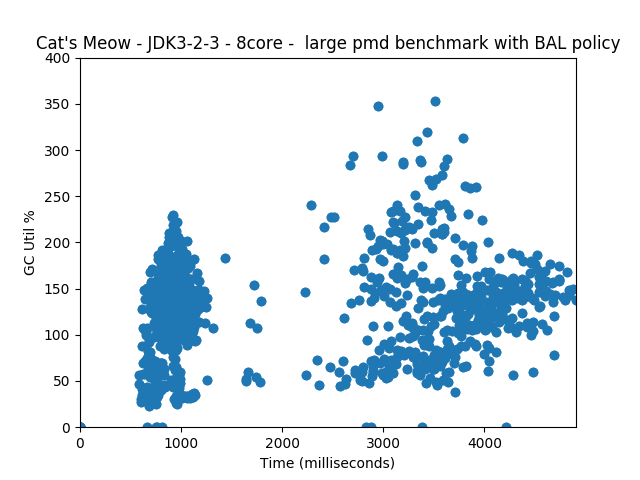 Cat's Meow - JDK3-2-3 - 8core -  large pmd benchmark with BAL policy
400
350
300
250
200
150
100
50
0
GC Util %
0 1000 2000 3000 4000
Time (milliseconds)